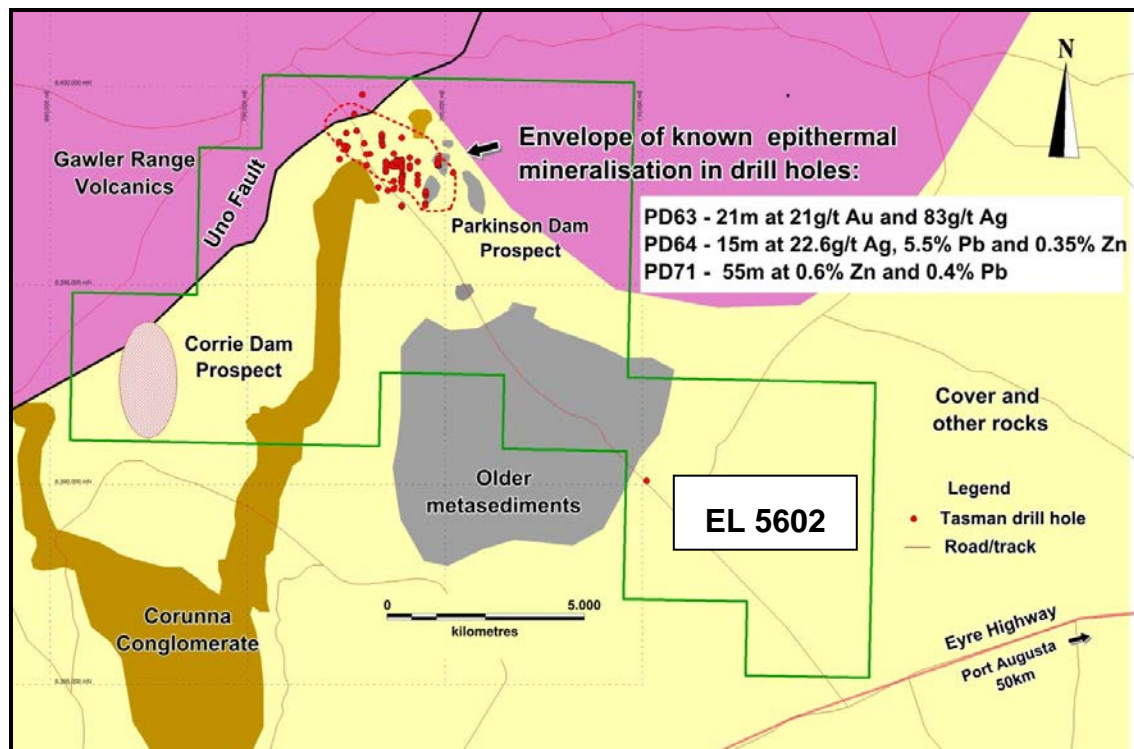 N
Envelope of known epithermal
mineralisation in drill holes:
Gawler Range
Volcanics
Uno Fault
PD63 - 21m at 21g/t Au and 83g/t Ag
PD64 - 15m at 22.6g/t Ag, 5.5% Pb and 0.35% Zn
PD71 - 55m at 0.6% Zn and 0.4% Pb
Parkinson Dam
Prospect
Corrie Dam
Prospect
Cover and
other rocks
Older
metasediments
EL 5602
Legend
Tasman drill hole
Road/track
0
5.000
kilometres
Corunna
Conglomerate
Eyre Highway
Port Augusta
50km